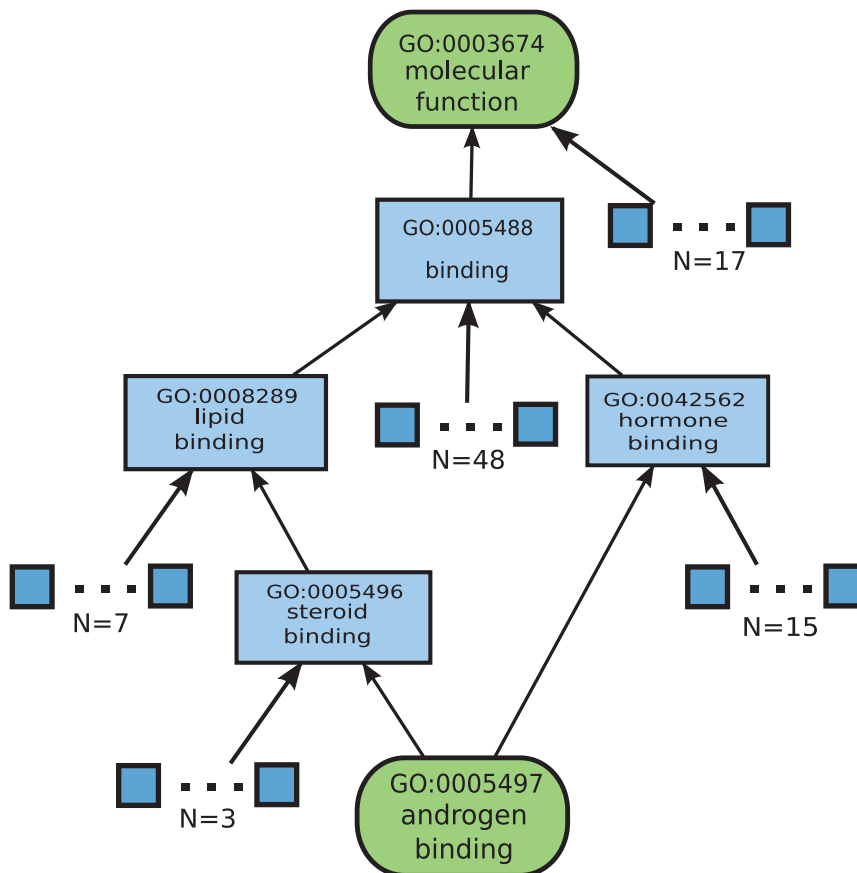 GO:0003674
molecular
function
GO:0005488
binding
N=17
GO:0008289
lipid
binding
N=48
GO:0042562
hormone
binding
N=7
GO:0005496
steroid
binding
N=15
N=3
GO:0005497
androgen
binding